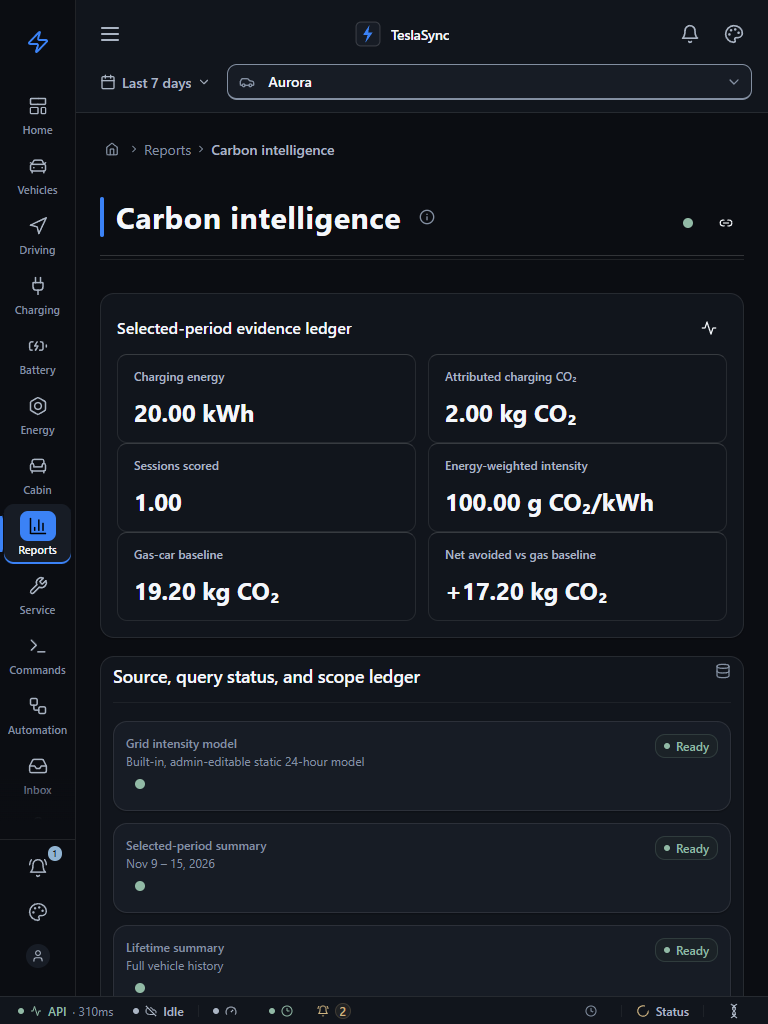 TeslaSync
Last 7 days
Aurora
Home
Vehicles
Driving
Charging
Battery
Energy
Cabin
Reports
Service
Commands
Automation
Inbox
1
Reports
Carbon intelligence
Carbon intelligence
Selected-period evidence ledger
Charging energy
20.00 kWh
Attributed charging CO₂
2.00 kg CO₂
Sessions scored
1.00
Energy-weighted intensity
100.00 g CO₂/kWh
Gas-car baseline
19.20 kg CO₂
Net avoided vs gas baseline
+17.20 kg CO₂
Source, query status, and scope ledger
Grid intensity model
Built-in, admin-editable static 24-hour model
Ready
Selected-period summary
Nov 9 – 15, 2026
Ready
Lifetime summary
Full vehicle history
Ready
API · 310ms
Idle
2
Status